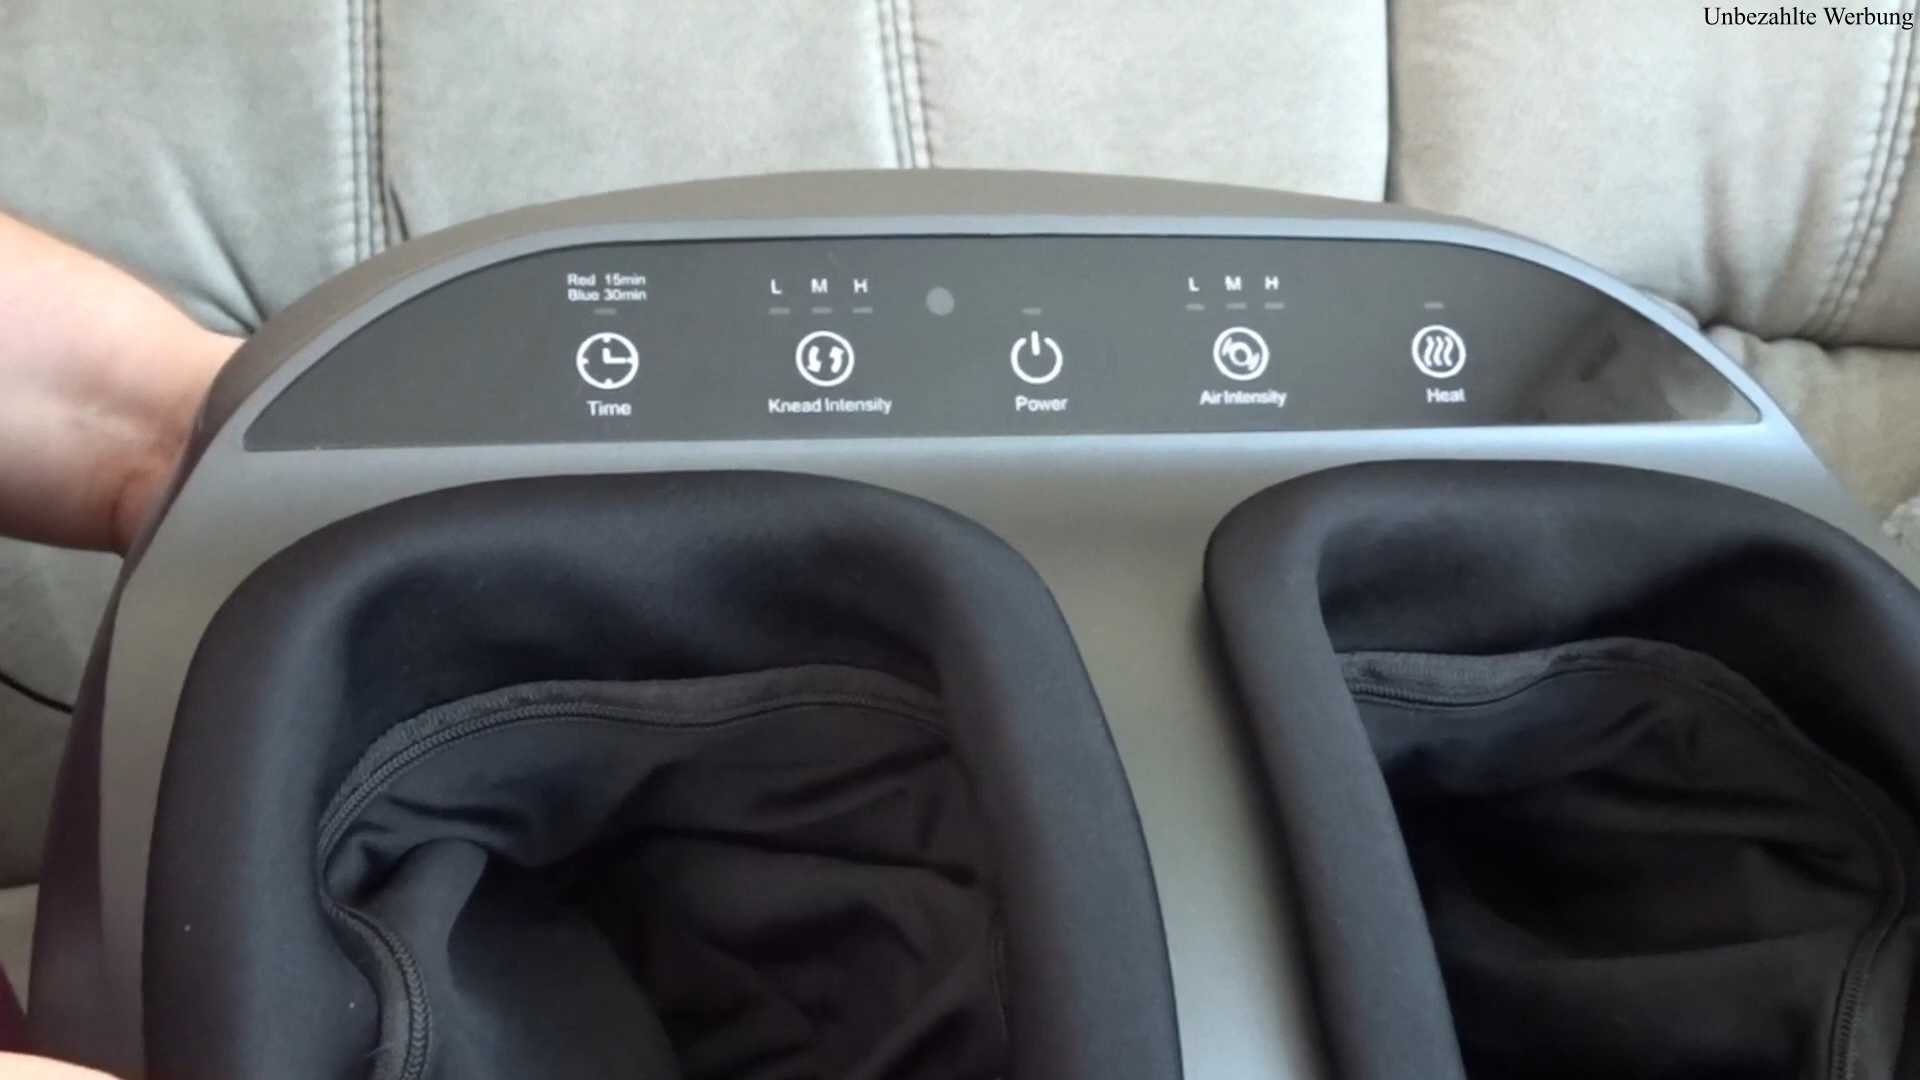 Unbezahlte Werbung
Red 15min
Blue 30min
L M H
L M H
Time
Knead Intensity
Power
Air Intensity
Heat